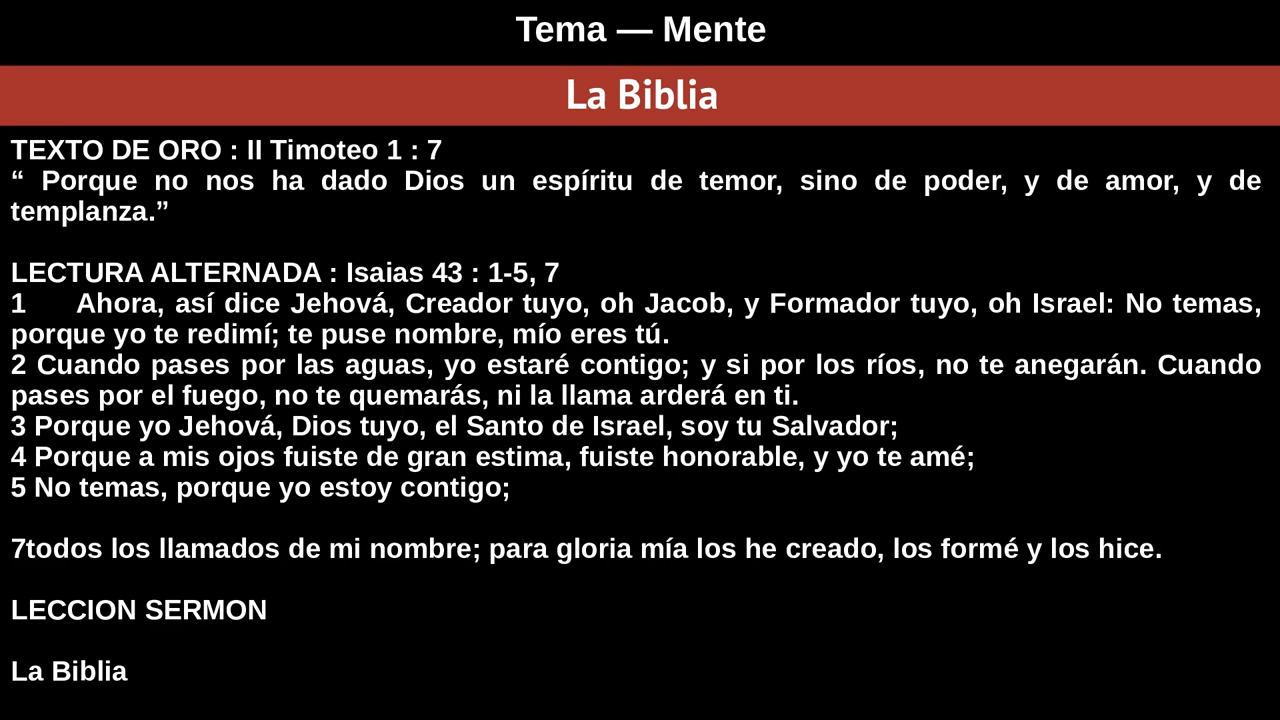 Tema — Mente
La Biblia
TEXTO DE ORO : II Timoteo 1 : 7
“ Porque no nos ha dado Dios un espíritu de temor, sino de poder, y de amor, y de
templanza.”
LECTURA ALTERNADA : Isaias 43 : 1-5, 7
1 Ahora, así dice Jehová, Creador tuyo, oh Jacob, y Formador tuyo, oh Israel: No temas,
porque yo te redimí; te puse nombre, mío eres tú.
2 Cuando pases por las aguas, yo estaré contigo; y si por los ríos, no te anegarán. Cuando
pases por el fuego, no te quemarás, ni la llama arderá en ti.
3 Porque yo Jehová, Dios tuyo, el Santo de Israel, soy tu Salvador;
4 Porque a mis ojos fuiste de gran estima, fuiste honorable, y yo te amé;
5 No temas, porque yo estoy contigo;
7todos los llamados de mi nombre; para gloria mía los he creado, los formé y los hice.
LECCION SERMON
La Biblia